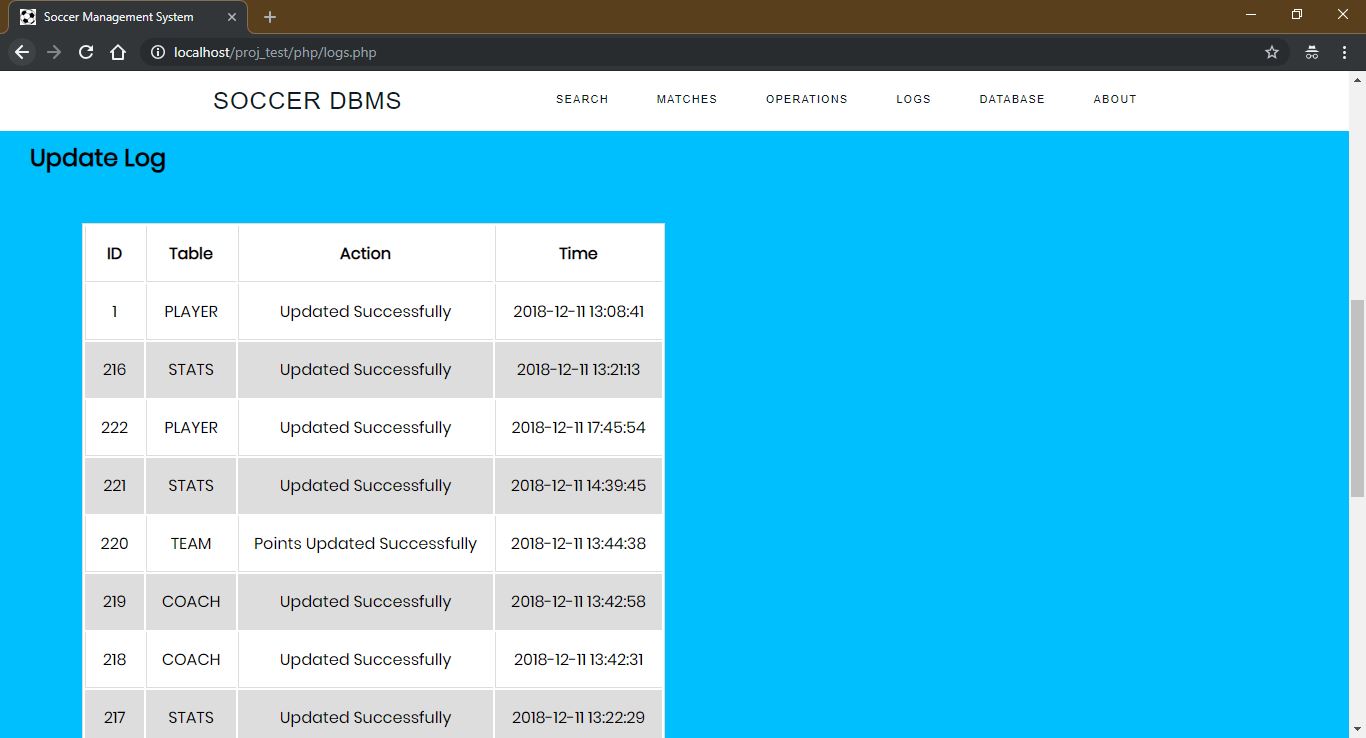 Soccer Management System
localhost/proj_test/php/logs.php
SOCCER DBMS SEARCH MATCHES OPERATIONS LOGS DATABASE ABOUT
Update Log
ID Table Action Time
1 PLAYER Updated Successfully 2018-12-11 13:08:41
216 STATS Updated Successfully 2018-12-11 13:21:13
222 PLAYER Updated Successfully 2018-12-11 17:45:54
221 STATS Updated Successfully 2018-12-11 14:39:45
220 TEAM Points Updated Successfully 2018-12-11 13:44:38
219 COACH Updated Successfully 2018-12-11 13:42:58
218 COACH Updated Successfully 2018-12-11 13:42:31
217 STATS Updated Successfully 2018-12-11 13:22:29